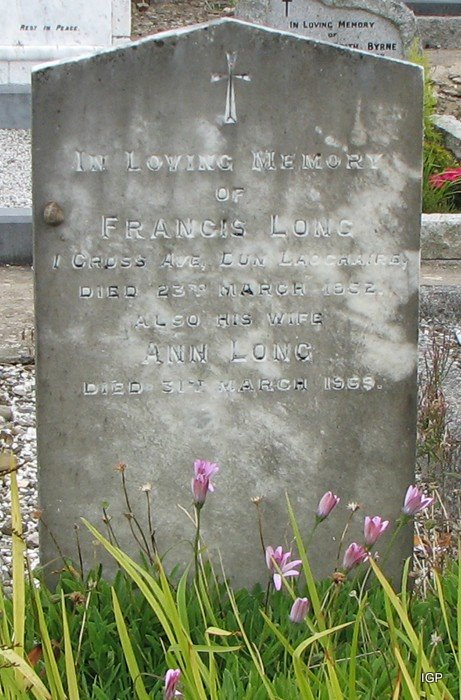 REST IN PEACE
IN LOVING MEMORY
BYRNE
IN LOVING MEMORY
OF
FRANCIS LONG
1 CROSS AVE, DUN LAOGHAIRE,
DIED 23RD MARCH 1952.
ALSO HIS WIFE
ANN LONG
DIED 31ST MARCH
IGP